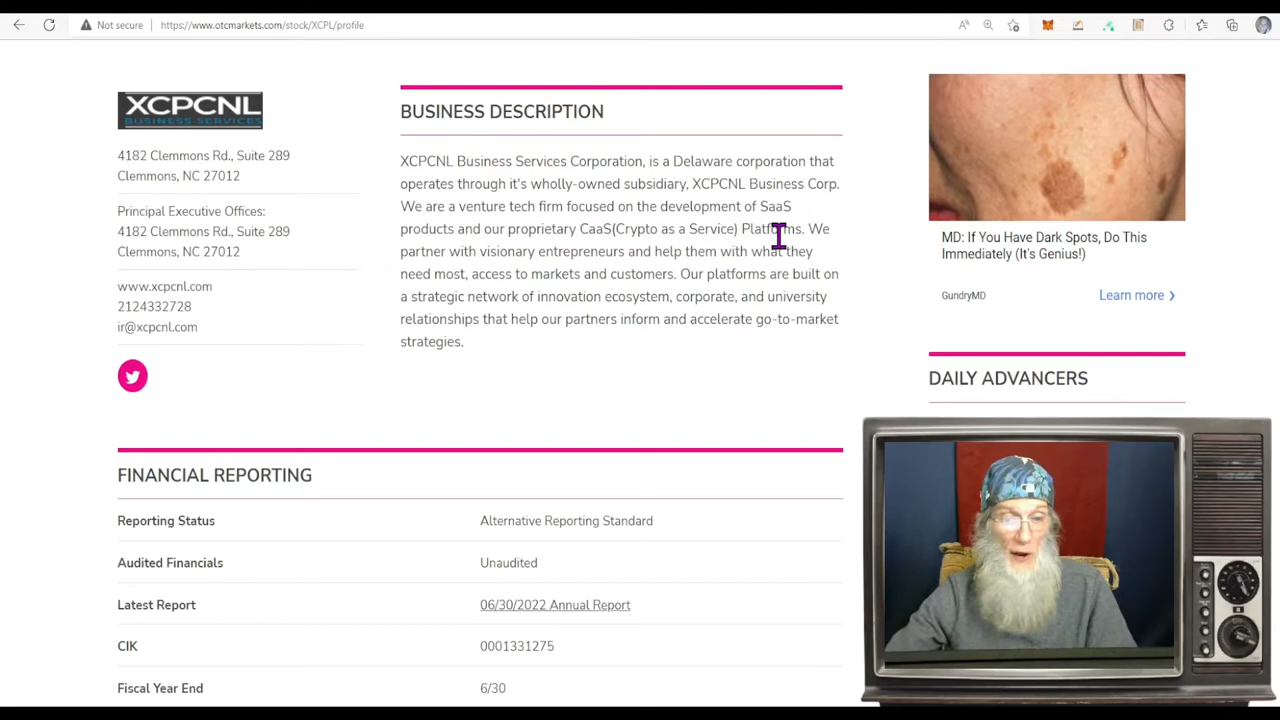 Not secure
https://www.otcmarkets.com/stock/XCPL/profile
XCPCNL
BUSINESS SERVICES
4182 Clemmons Rd., Suite 289
Clemmons, NC 27012
Principal Executive Offices:
4182 Clemmons Rd., Suite 289
Clemmons, NC 27012
www.xcpcnl.com
2124332728
ir@xcpcnl.com
BUSINESS DESCRIPTION
XCPCNL Business Services Corporation, is a Delaware corporation that
operates through it's wholly-owned subsidiary, XCPCNL Business Corp.
We are a venture tech firm focused on the development of SaaS
products and our proprietary CaaS(Crypto as a Service) Platforms. We
partner with visionary entrepreneurs and help them with what they
need most, access to markets and customers. Our platforms are built on
a strategic network of innovation ecosystem, corporate, and university
relationships that help our partners inform and accelerate go-to-market
strategies.
MD: If You Have Dark Spots, Do This
Immediately (It's Genius!)
GundryMD
Learn more ❯
DAILY ADVANCERS
FINANCIAL REPORTING
Reporting Status Alternative Reporting Standard
Audited Financials Unaudited
Latest Report 06/30/2022 Annual Report
CIK 0001331275
Fiscal Year End 6/30